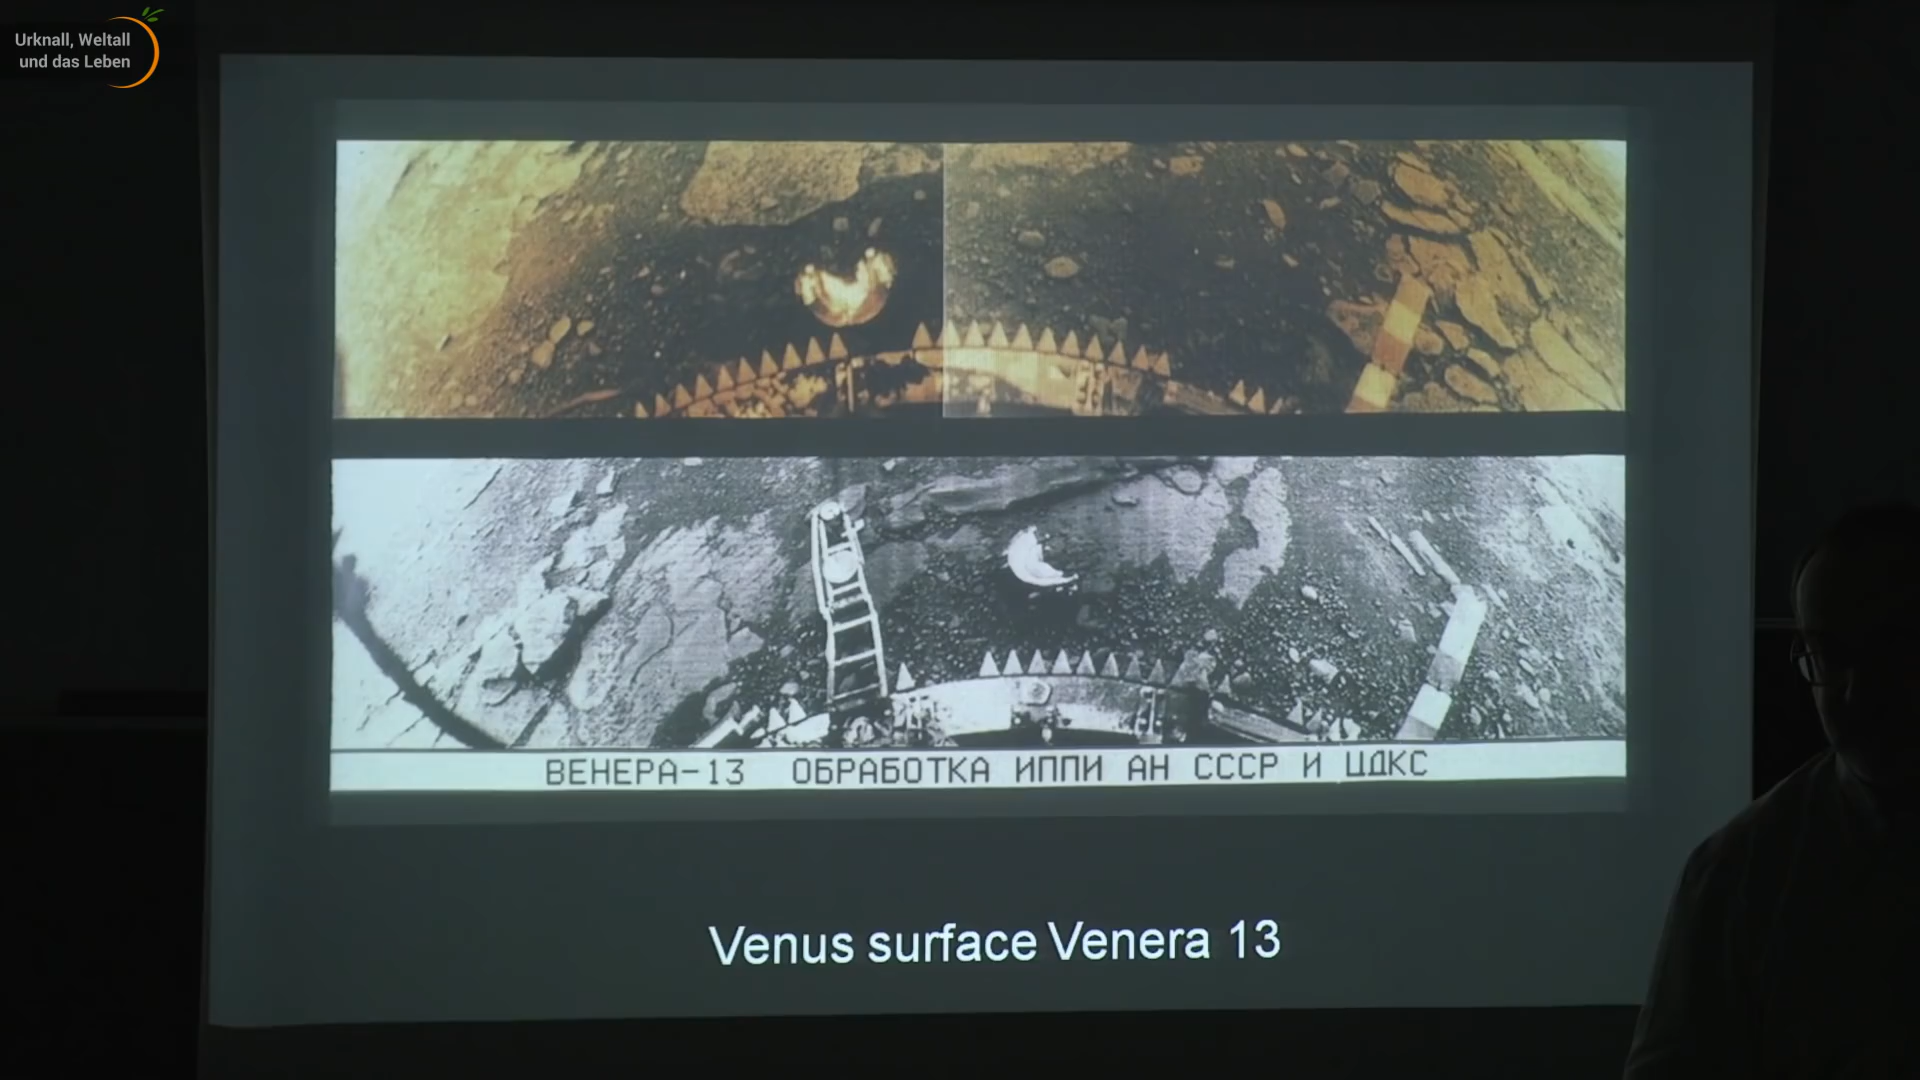 Urknall, Weltall
und das Leben
ВЕНЕРА-13 ОБРАБОТКА ИППИ АН СССР И ЦДКС
Venus surface Venera 13